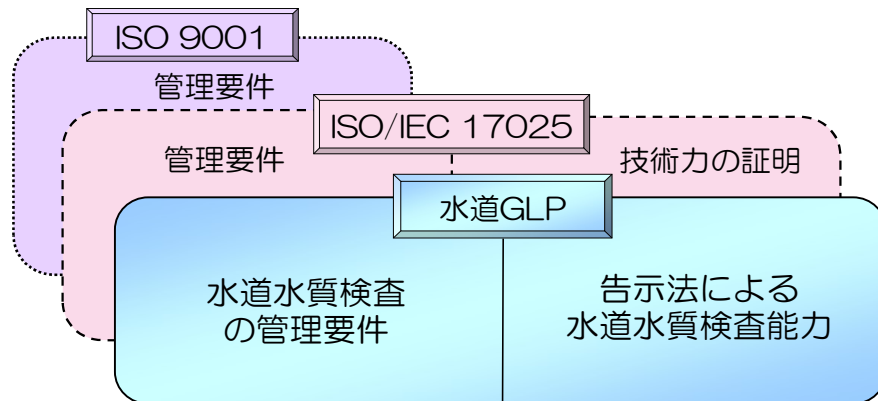 ISO 9001
管理要件
ISO/IEC 17025
管理要件
技術力の証明
水道GLP
水道水質検査
の管理要件
告示法による
水道水質検査能力